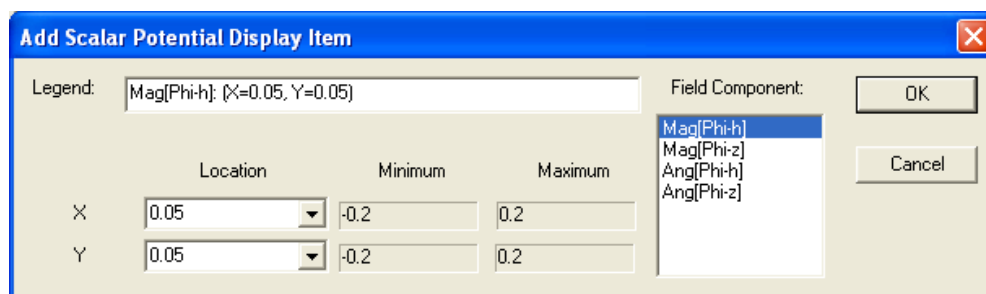 Add Scalar Potential Display Item
Legend: Mag[Phi-h]: (X=0.05, Y=0.05) Field Component: OK
Mag[Phi-h]
Mag[Phi-z]
Ang[Phi-h]
Ang[Phi-z]
Cancel
Location Minimum Maximum
X 0.05 -0.2 0.2
Y 0.05 -0.2 0.2